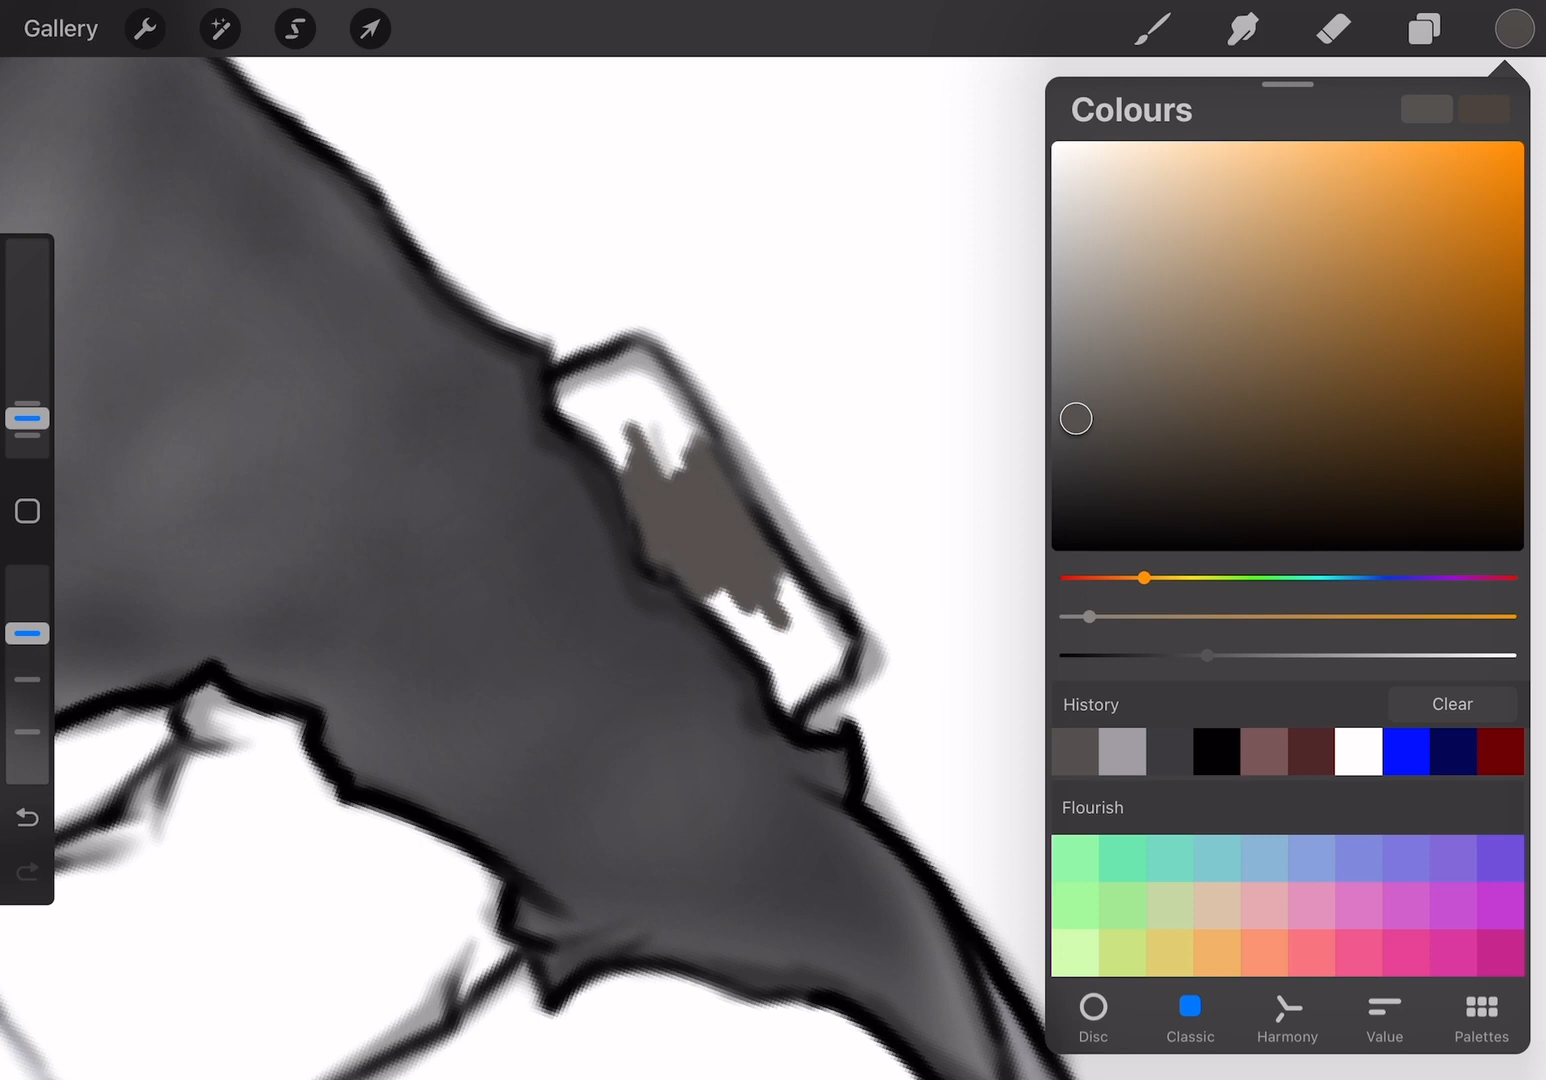 Gallery
Colours
History
Clear
Flourish
Disc
Classic
Harmony
Value
Palettes